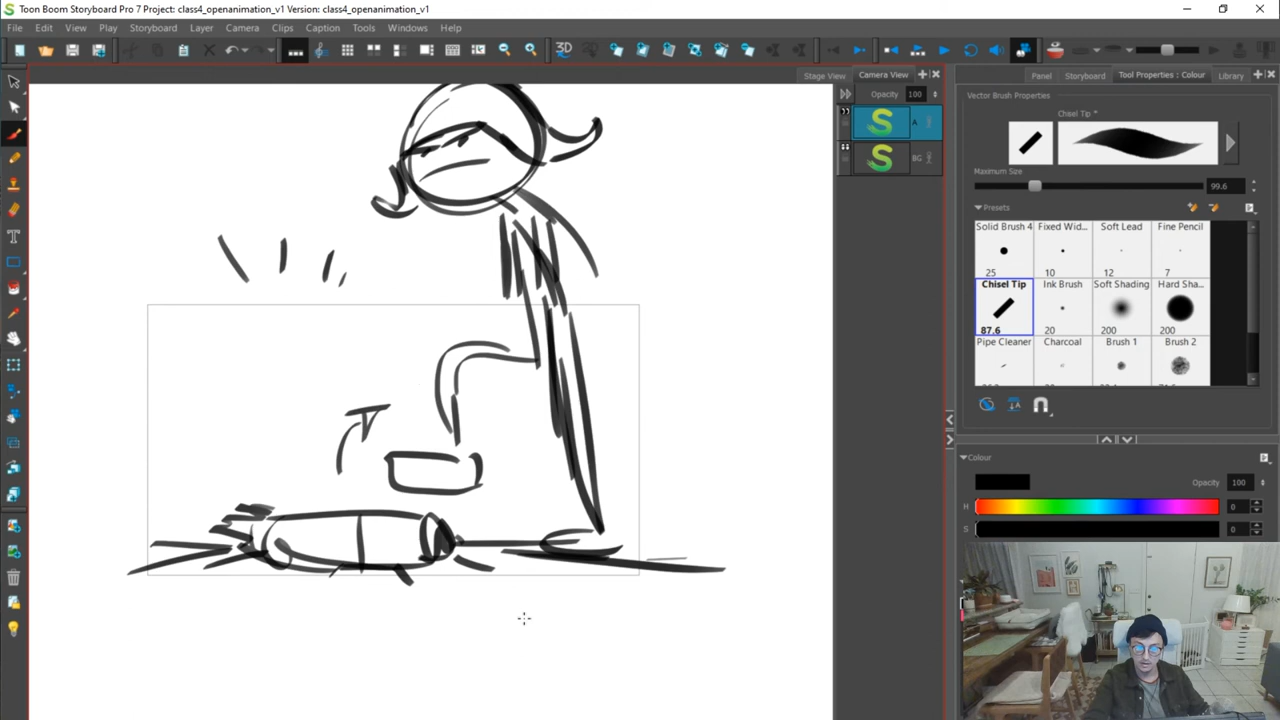 Toon Boom Storyboard Pro 7 Project: class4_openanimation_v1 Version: class4_openanimation_v1
File Edit View Play Storyboard Layer Camera Clips Caption Tools Windows Help
3D
Stage View Camera View
Panel Storyboard Tool Properties : Colour Library
Opacity 100
A
BG
Vector Brush Properties
Chisel Tip *
Maximum Size
99.6
Presets
Solid Brush 4 Fixed Wid... Soft Lead Fine Pencil
25 10 12 7
Chisel Tip Ink Brush Soft Shading Hard Sha...
87.6 20 200 200
Pipe Cleaner Charcoal Brush 1 Brush 2
Colour
Opacity 100
H 0
S 0